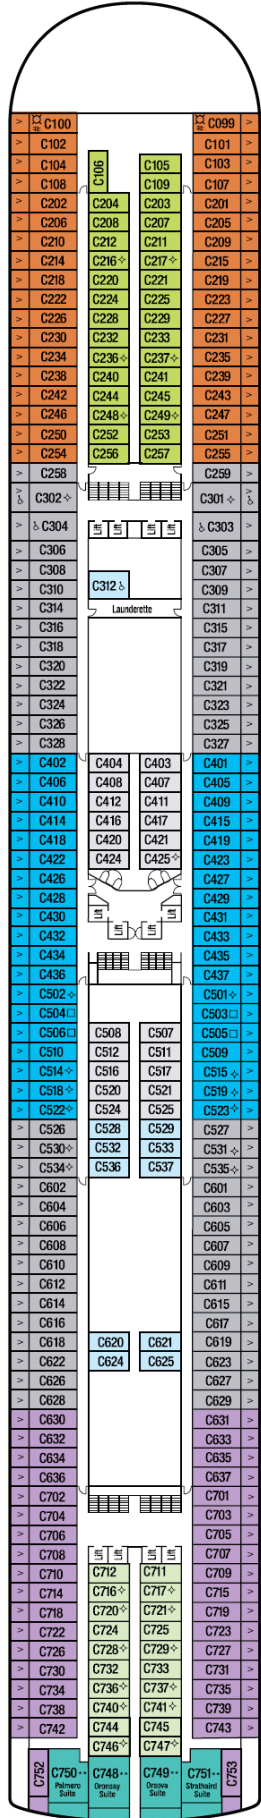 C100 C099
C102 C101
C104 C106 C105 C103
C108 C109 C107
C202 C204 C203 C201
C206 C208 C207 C205
C210 C212 C211 C209
C214 C216 C217 C215
C218 C220 C221 C219
C222 C224 C225 C223
C226 C228 C229 C227
C230 C232 C233 C231
C234 C236 C237 C235
C238 C240 C241 C239
C242 C244 C245 C243
C246 C248 C249 C247
C250 C252 C253 C251
C254 C256 C257 C255
C258 C259
C302 C301
C304 Lift Lift Lift Lift C303
C306 C305
C308 C307
C310 C312 C309
C314 Launderette C311
C316 C315
C318 C317
C320 C319
C322 C321
C324 C323
C326 C325
C328 C327
C402 C404 C403 C401
C406 C408 C407 C405
C410 C412 C411 C409
C414 C416 C417 C415
C418 C420 C421 C419
C422 C424 C425 C423
C426 C427
C428 C429
C430 Lift Lift C431
C432 Lift Lift C433
C434 C435
C436 C437
C502 C501
C504 C503
C506 C508 C507 C505
C510 C512 C511 C509
C514 C516 C517 C515
C518 C520 C521 C519
C522 C524 C525 C523
C526 C528 C529 C527
C530 C532 C533 C531
C534 C536 C537 C535
C602 C601
C604 C603
C606 C605
C608 C607
C610 C609
C612 C611
C614 C615
C616 C617
C618 C620 C621 C619
C622 C624 C625 C623
C626 C627
C628 C629
C630 C631
C632 C633
C634 C635
C636 C637
C702 C701
C704 C703
C706 C705
C708 Lift Lift Lift Lift C707
C710 C712 C711 C709
C714 C716 C717 C715
C718 C720 C721 C719
C722 C724 C725 C723
C726 C728 C729 C727
C730 C732 C733 C731
C734 C736 C737 C735
C738 C740 C741 C739
C742 C744 C745 C743
C746 C747
C752 C750 C748 C749 C751 C753
Palmero Oronsay Orsova Strathaird
Suite Suite Suite Suite